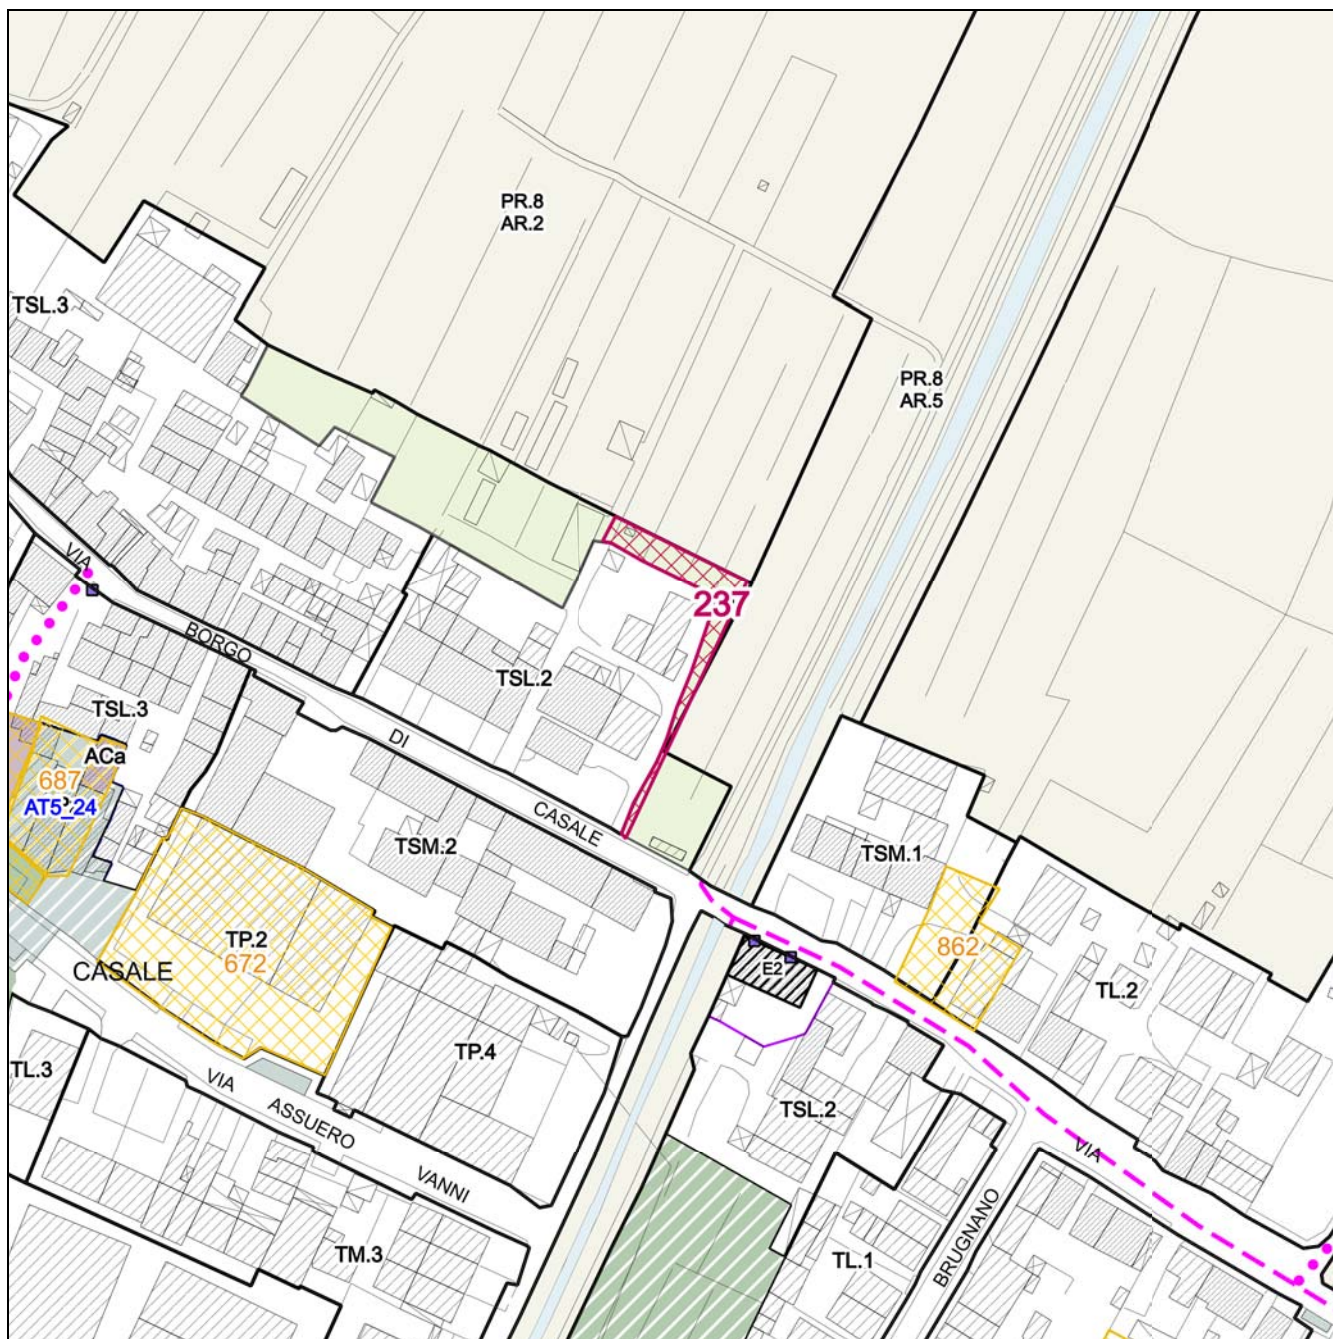 PR.8
AR.2
TSL.3
PR.8
AR.5
VIA
BORGO
237
TSL.2
TSL.3
DI
ACa
687
AT5_24
CASALE
TSM.2
TSM.1
TP.2
672
862
CASALE
E2
TL.2
TP.4
TL.3
VIA
ASSUERO
TSL.2
VIA
VANNI
BRUGNANO
TM.3
TL.1